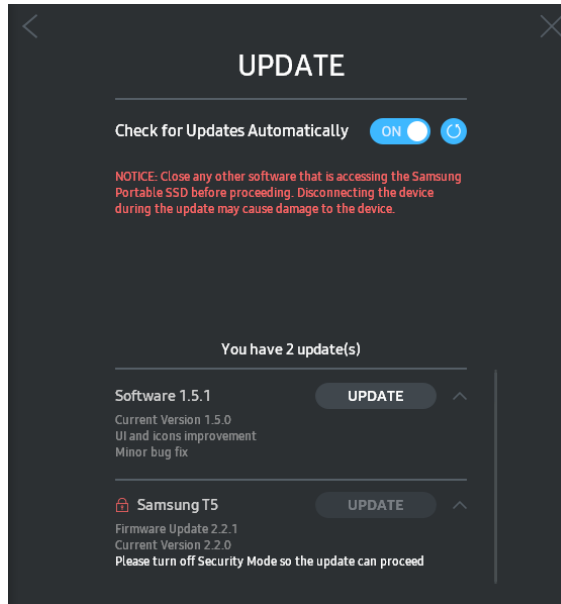 UPDATE
Check for Updates Automatically ON
NOTICE: Close any other software that is accessing the Samsung
Portable SSD before proceeding. Disconnecting the device
during the update may cause damage to the device.
You have 2 update(s)
Software 1.5.1 UPDATE
Current Version 1.5.0
UI and icons improvement
Minor bug fix
Samsung T5 UPDATE
Firmware Update 2.2.1
Current Version 2.2.0
Please turn off Security Mode so the update can proceed